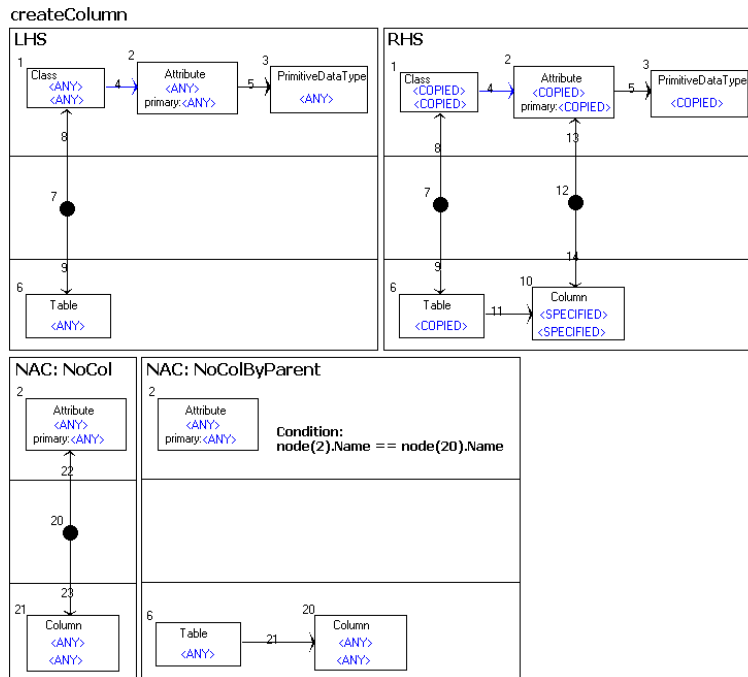 createColumn
LHS
1
Class
<ANY>
<ANY>
4
2
Attribute
<ANY>
primary:<ANY>
5
3
PrimitiveDataType
<ANY>
8
7
9
6
Table
<ANY>
RHS
1
Class
<COPIED>
<COPIED>
4
2
Attribute
<COPIED>
primary:<COPIED>
5
3
PrimitiveDataType
<COPIED>
8
13
7
12
9
14
6
Table
<COPIED>
11
10
Column
<SPECIFIED>
<SPECIFIED>
NAC: NoCol
2
Attribute
<ANY>
primary:<ANY>
22
20
23
21
Column
<ANY>
<ANY>
NAC: NoColByParent
2
Attribute
<ANY>
primary:<ANY>
Condition:
node(2).Name == node(20).Name
6
Table
<ANY>
21
20
Column
<ANY>
<ANY>